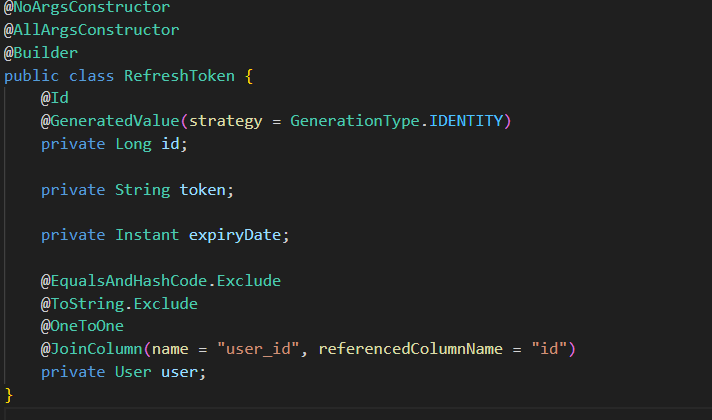 @NoArgsConstructor
@AllArgsConstructor
@Builder
public class RefreshToken {
    @Id
    @GeneratedValue(strategy = GenerationType.IDENTITY)
    private Long id;

    private String token;

    private Instant expiryDate;

    @EqualsAndHashCode.Exclude
    @ToString.Exclude
    @OneToOne
    @JoinColumn(name = "user_id", referencedColumnName = "id")
    private User user;
}